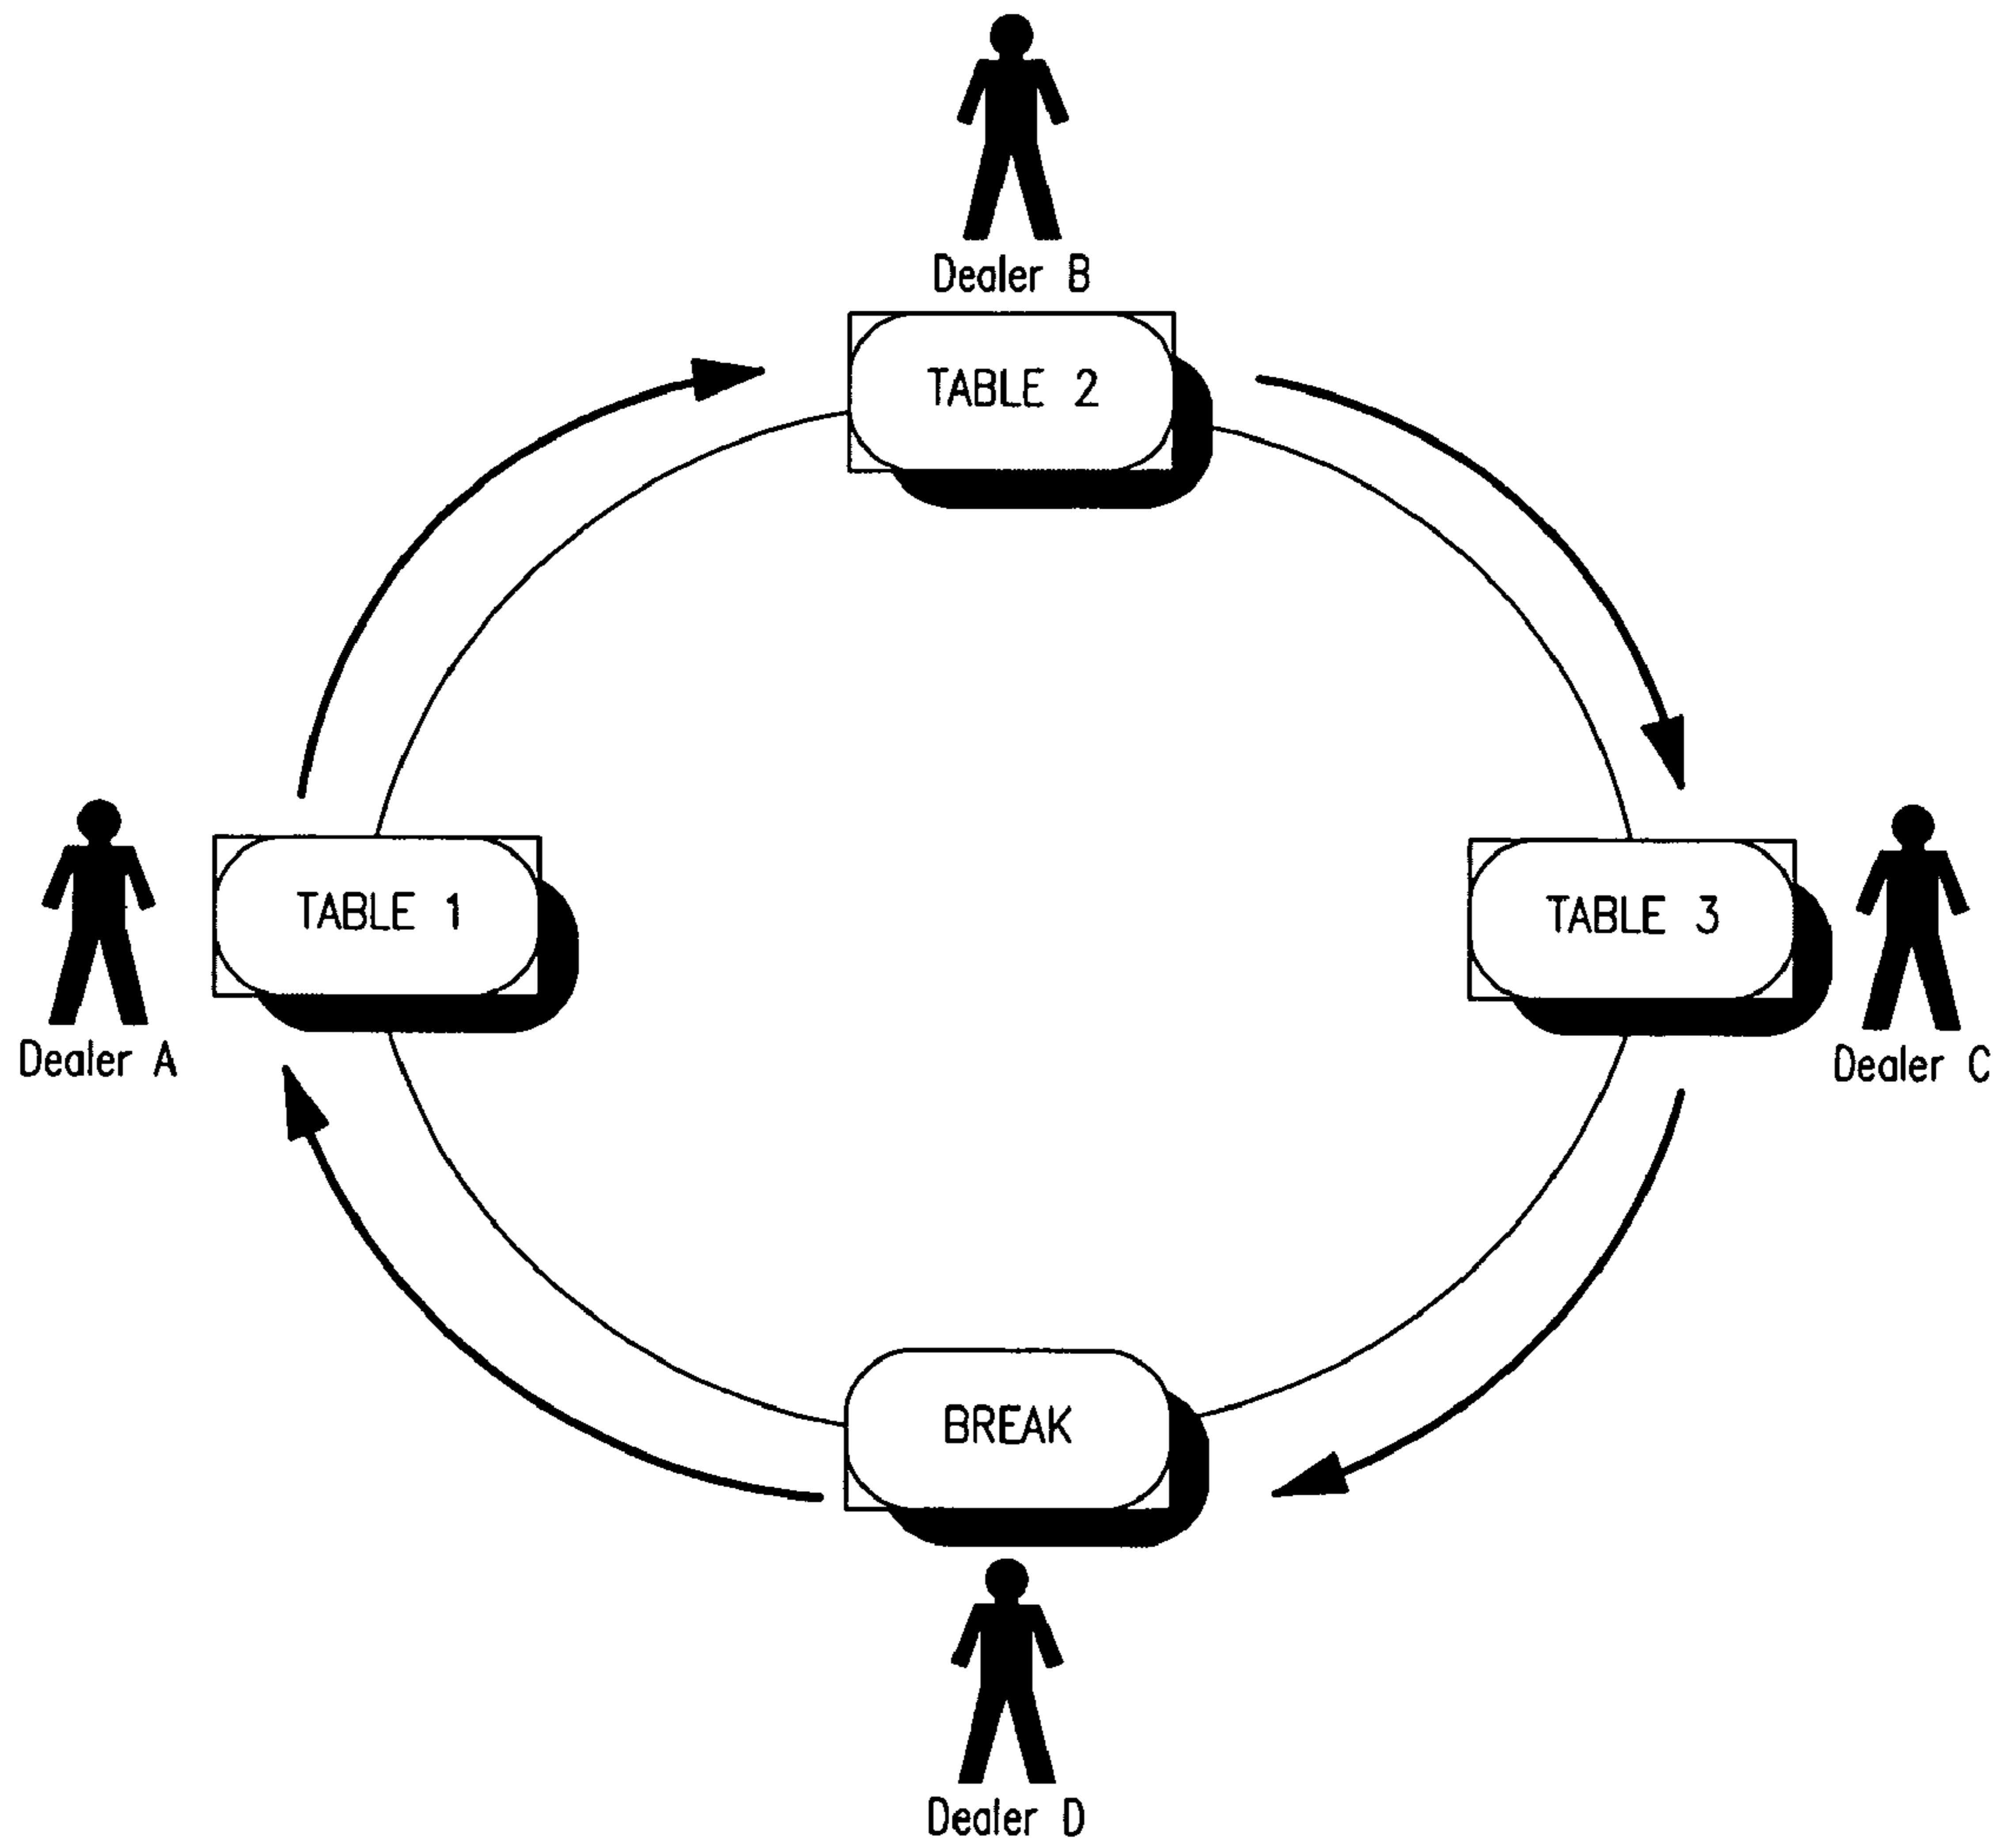 Dealer B
TABLE 2
TABLE 1
TABLE 3
Dealer A
Dealer C
BREAK
Dealer D